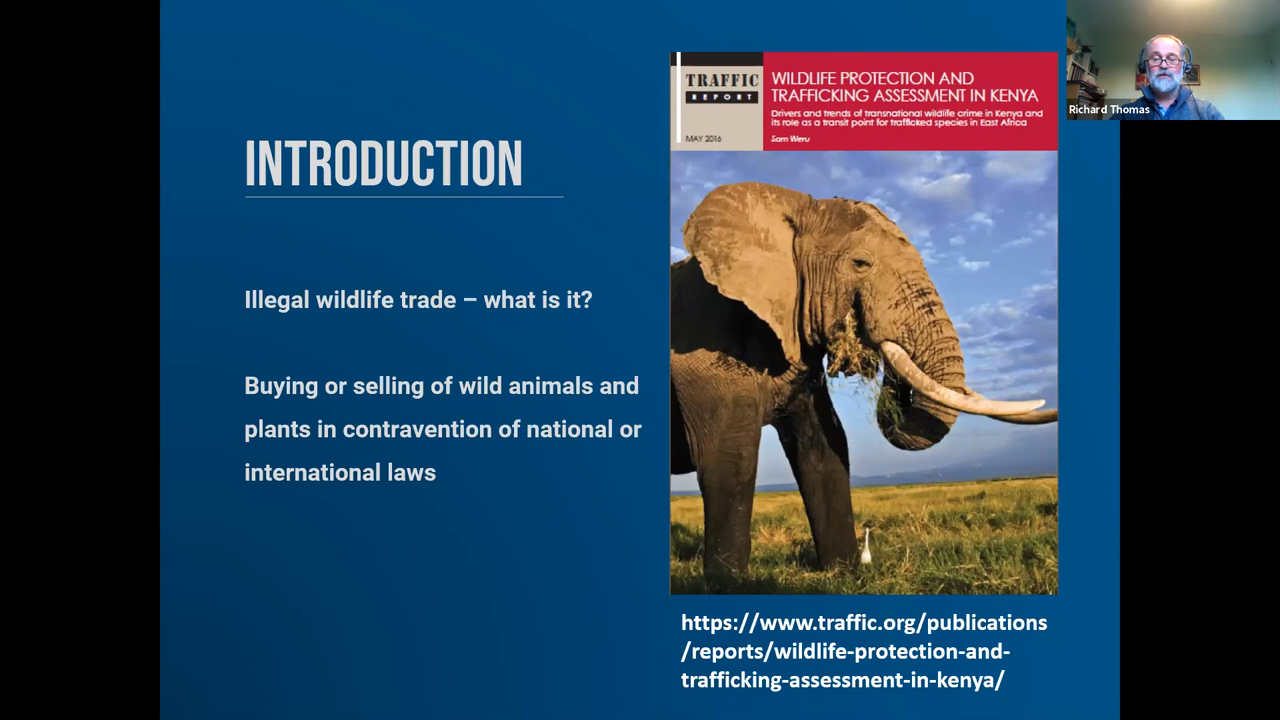 INTRODUCTION
Illegal wildlife trade – what is it?
Buying or selling of wild animals and
plants in contravention of national or
international laws
TRAFFIC
REPORT
MAY 2016
WILDLIFE PROTECTION AND
TRAFFICKING ASSESSMENT IN KENYA
Drivers and trends of transnational wildlife crime in Kenya and
its role as a transit point for trafficked species in East Africa
Sam Weru
https://www.traffic.org/publications
/reports/wildlife-protection-and-
trafficking-assessment-in-kenya/
Richard Thomas